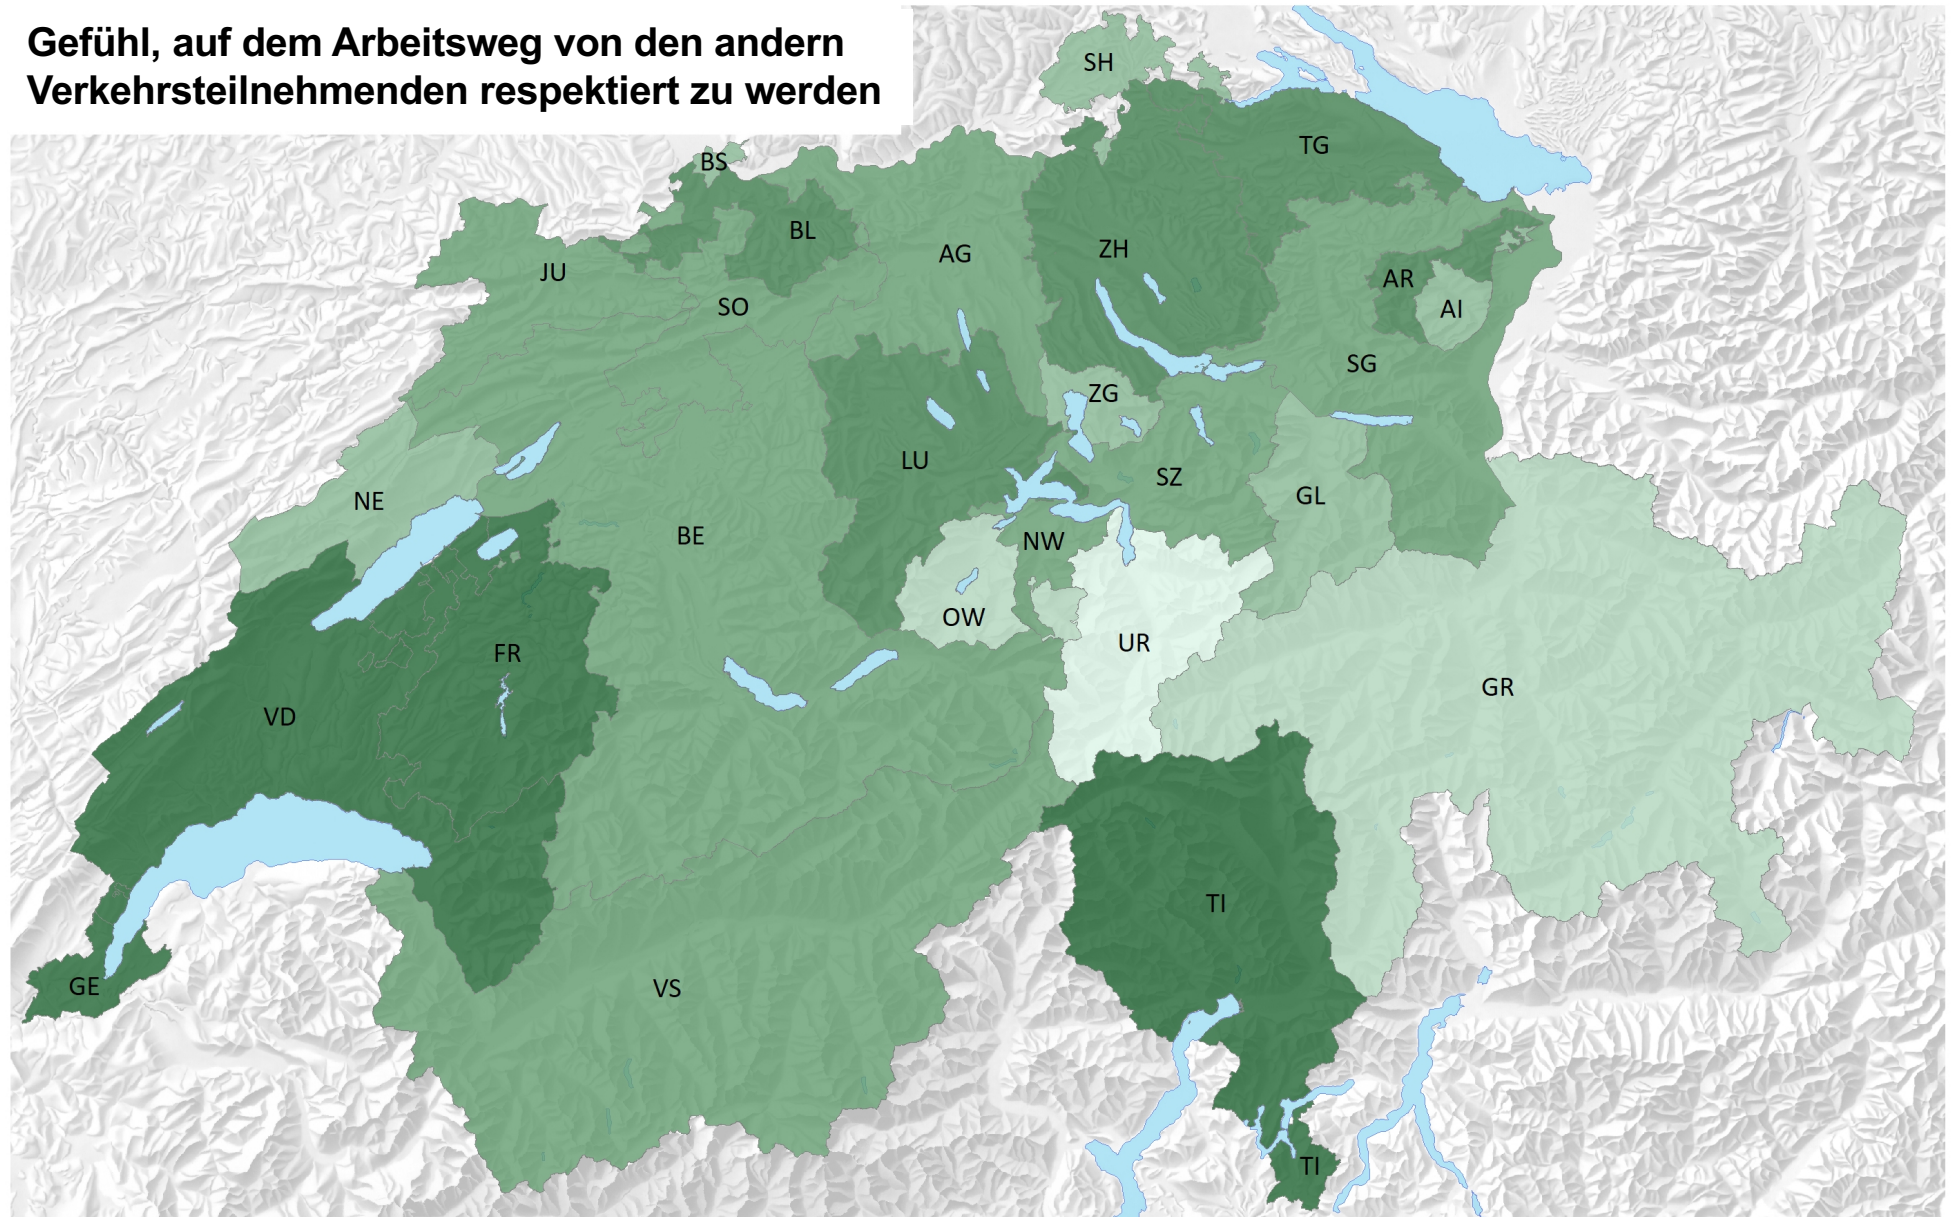 Gefühl, auf dem Arbeitsweg von den andern
Verkehrsteilnehmenden respektiert zu werden
SH
TG
BS
BL
ZH
AG
JU
AR
SO
AI
SG
ZG
LU
SZ
GL
NE
BE
NW
OW
UR
FR
GR
VD
TI
GE
VS
TI